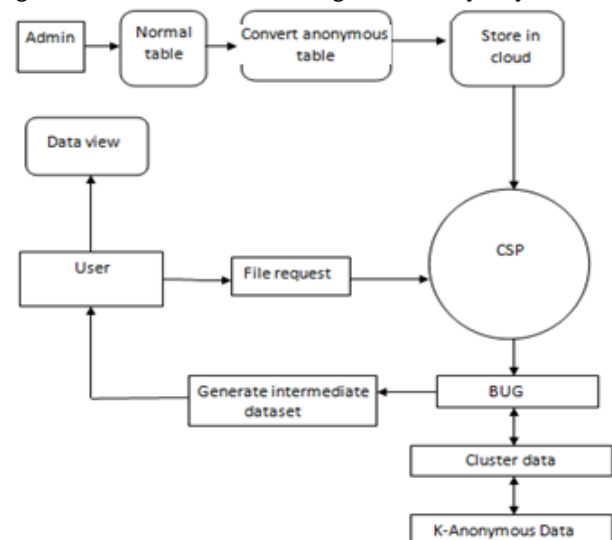 Admin
Normal
table
Convert anonymous
table
Store in
cloud
Data view
CSP
User
File request
Generate intermediate
dataset
BUG
Cluster data
K-Anonymous Data